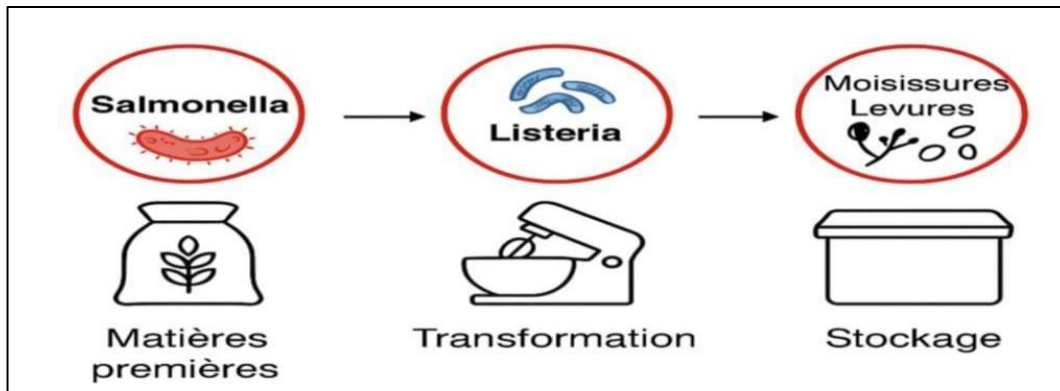 Salmonella
Listeria
Moisissures
Levures
Matières
premières
Transformation
Stockage